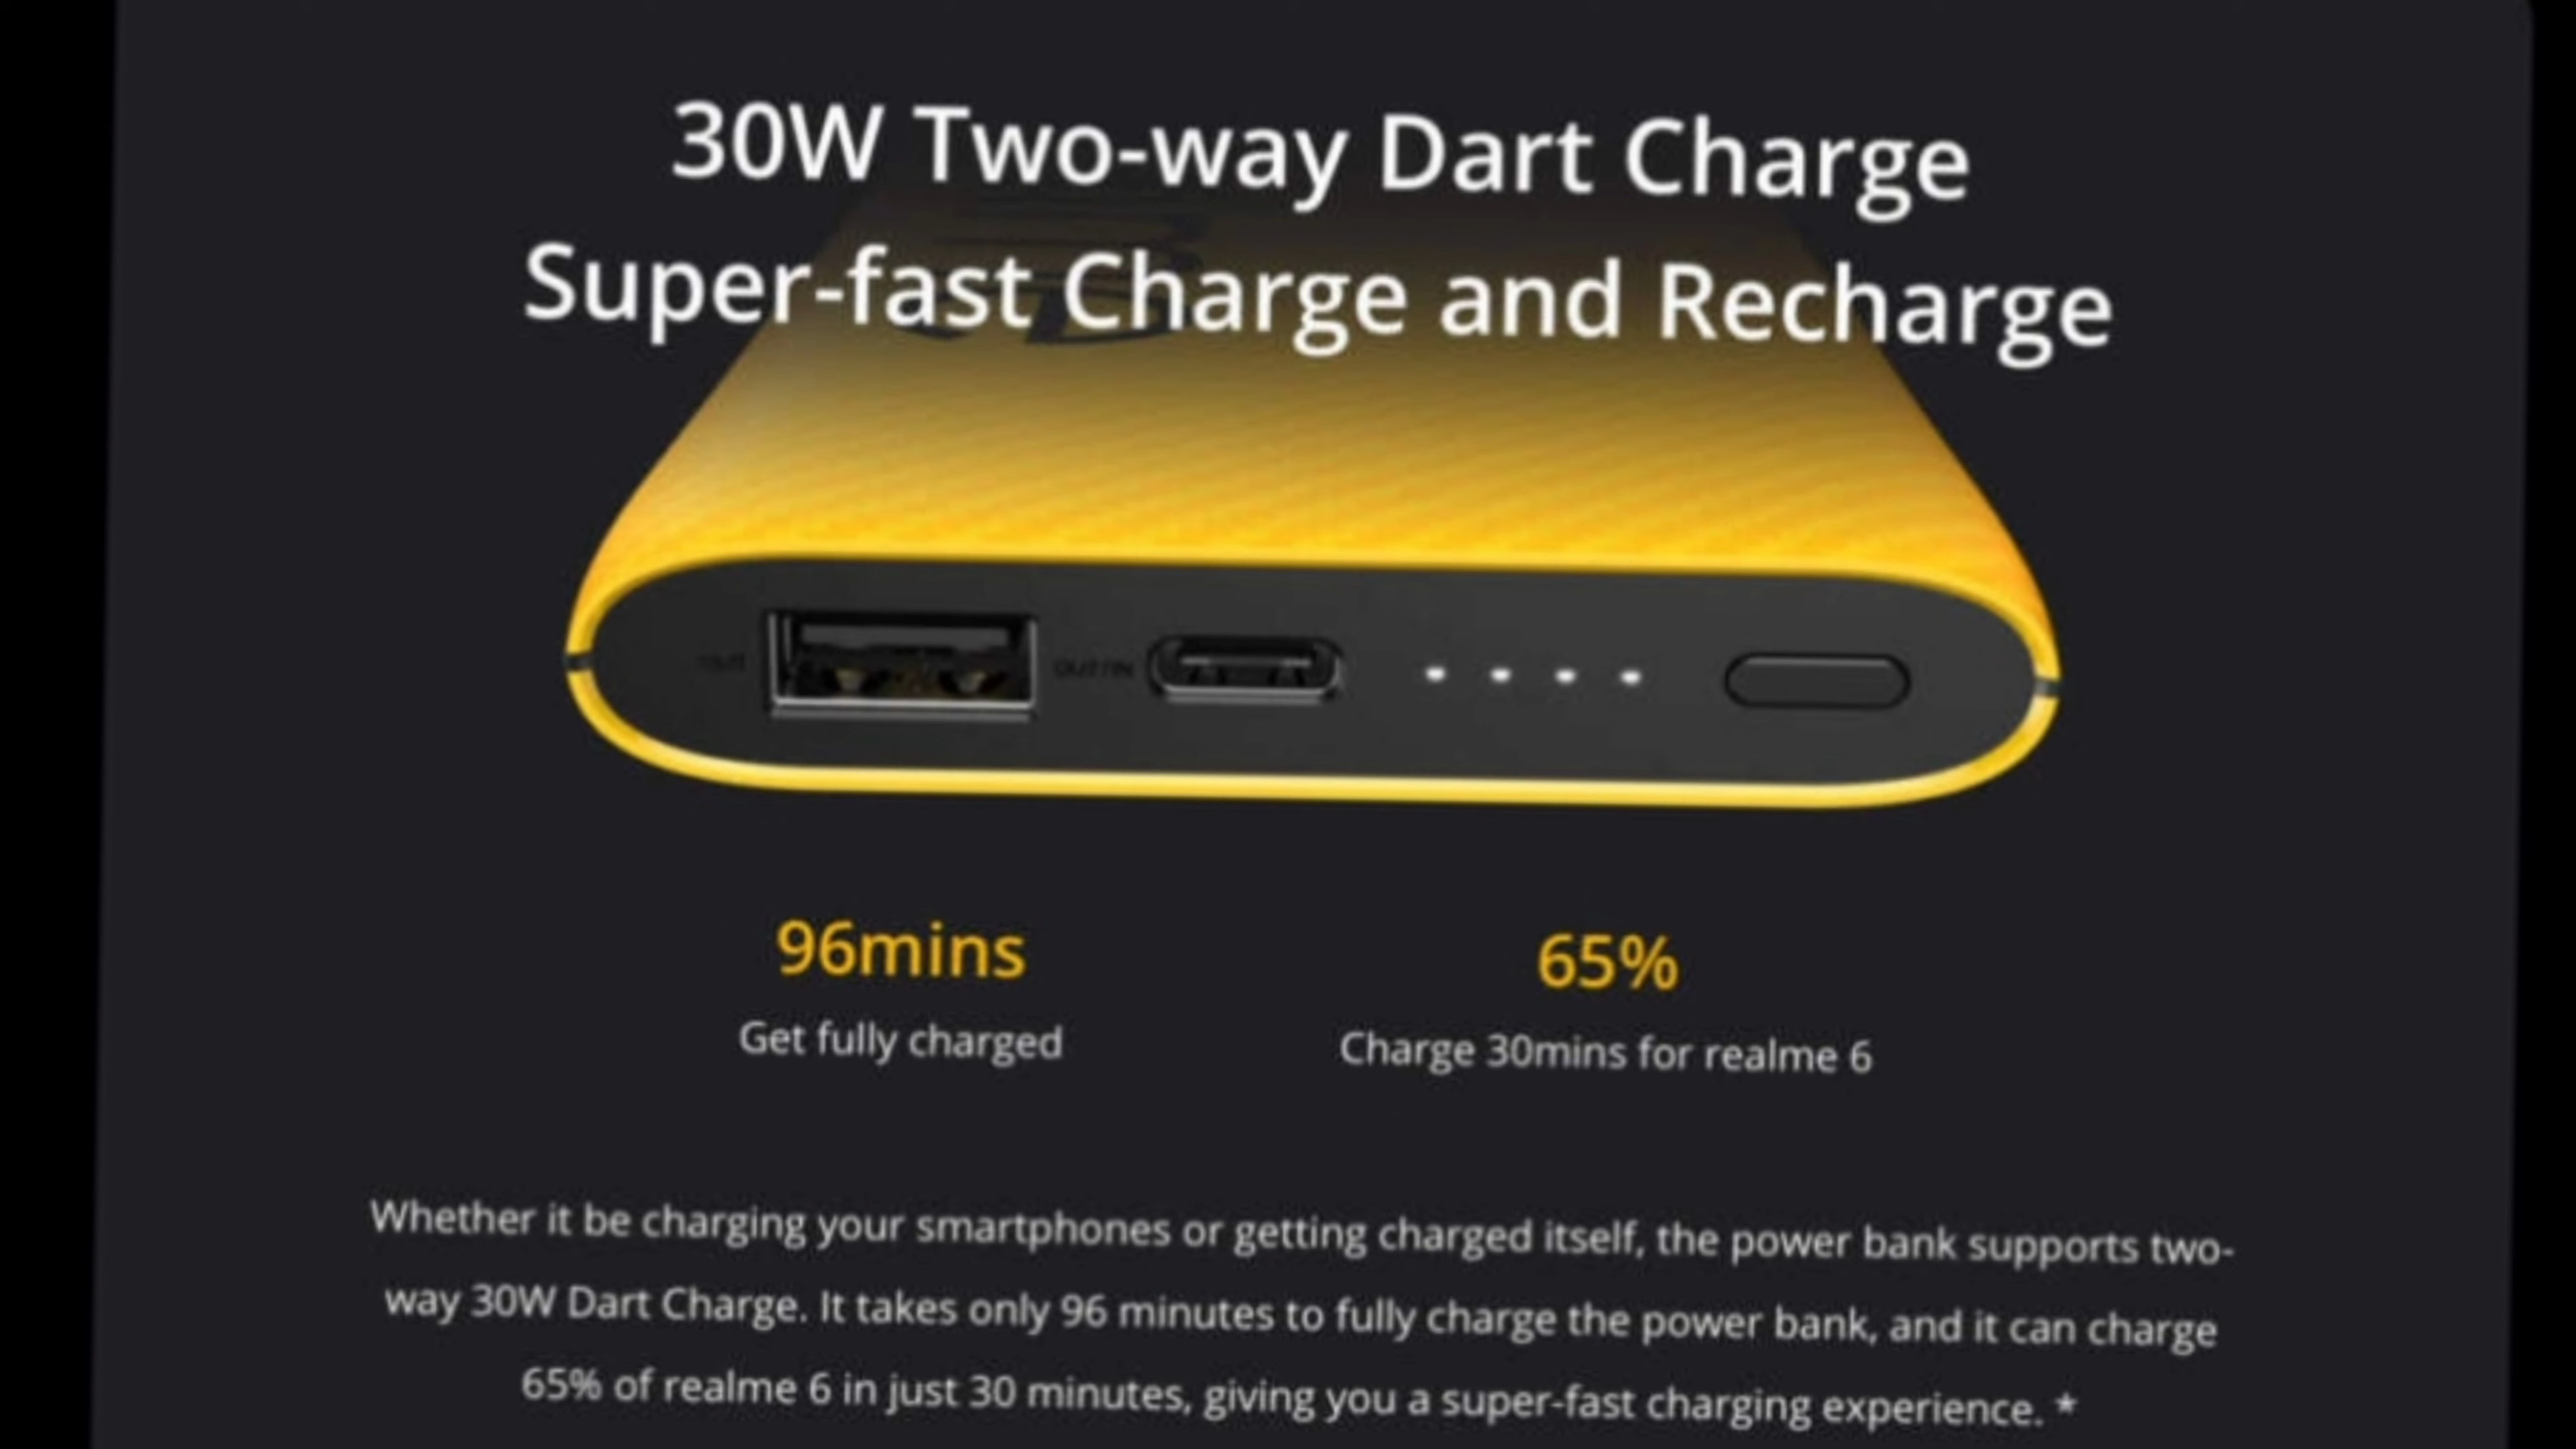 30W Two-way Dart Charge
Super-fast Charge and Recharge
OUT/IN
96mins
65%
Get fully charged
Charge 30mins for realme 6
Whether it be charging your smartphones or getting charged itself, the power bank supports two-
way 30W Dart Charge. It takes only 96 minutes to fully charge the power bank, and it can charge
65% of realme 6 in just 30 minutes, giving you a super-fast charging experience. *